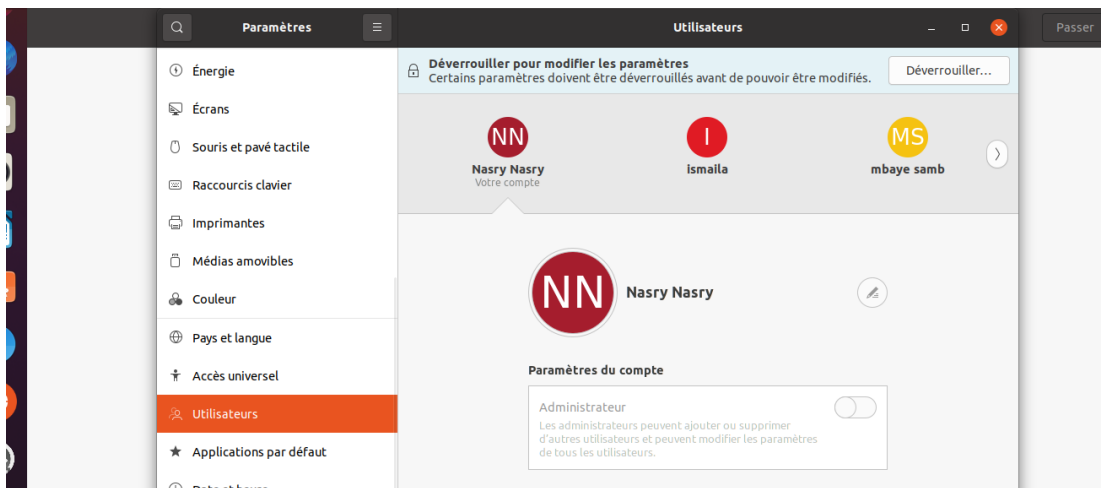 Paramètres
Utilisateurs
Passer
Énergie
Écrans
Souris et pavé tactile
Raccourcis clavier
Imprimantes
Médias amovibles
Couleur
Pays et langue
Accès universel
Utilisateurs
Applications par défaut
Déverrouiller pour modifier les paramètres
Certains paramètres doivent être déverrouillés avant de pouvoir être modifiés.
Déverrouiller...
NN
Nasry Nasry
Votre compte
I
ismaila
MS
mbaye samb
NN
Nasry Nasry
Paramètres du compte
Administrateur
Les administrateurs peuvent ajouter ou supprimer
d'autres utilisateurs et peuvent modifier les paramètres
de tous les utilisateurs.